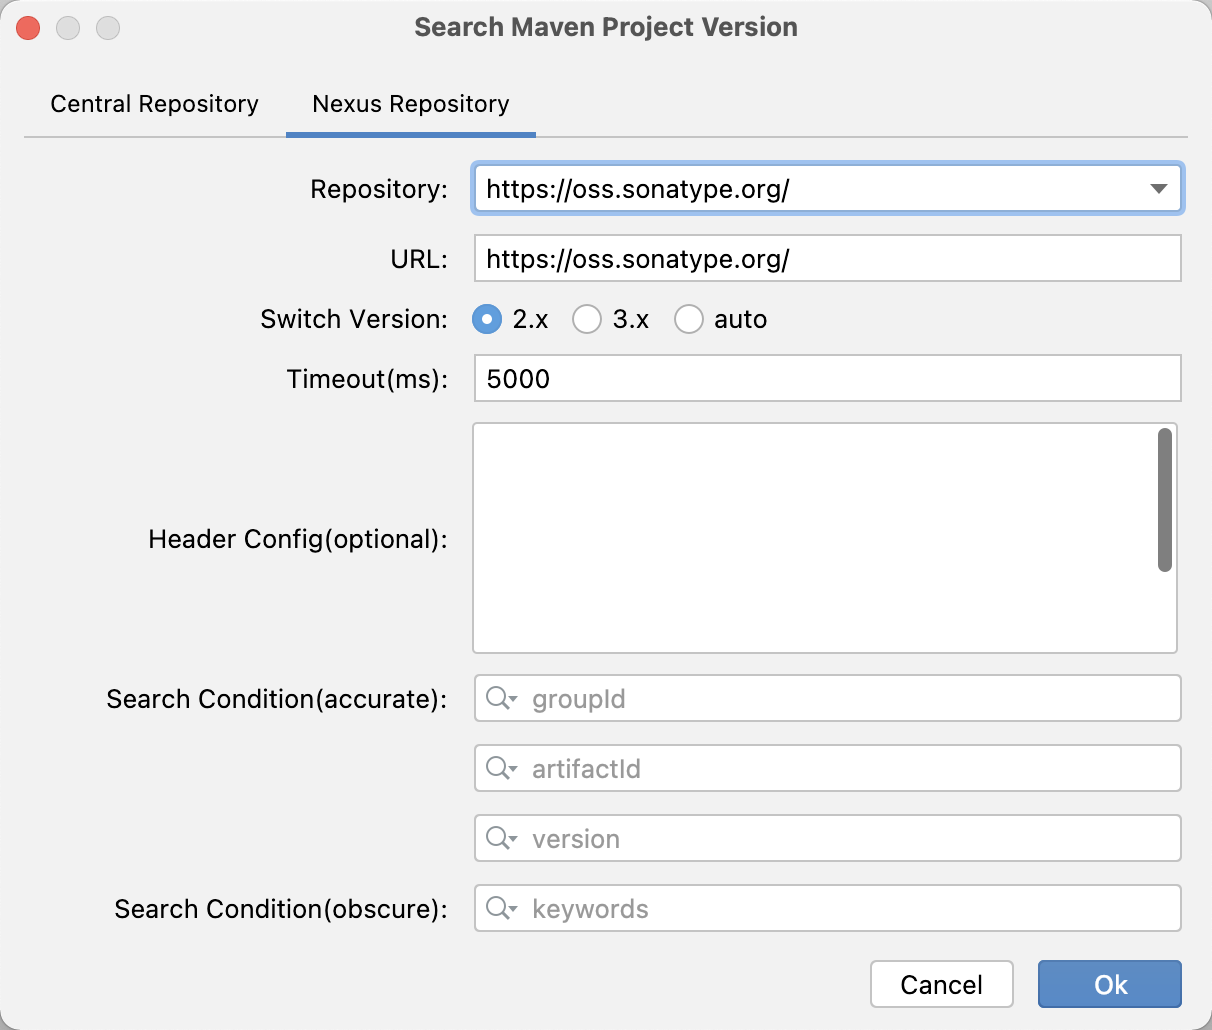 Search Maven Project Version
Central Repository Nexus Repository
Repository: https://oss.sonatype.org/
URL: https://oss.sonatype.org/
Switch Version: 2.x 3.x auto
Timeout(ms): 5000
Header Config(optional):
Search Condition(accurate): groupId
artifactId
version
Search Condition(obscure): keywords
Cancel Ok